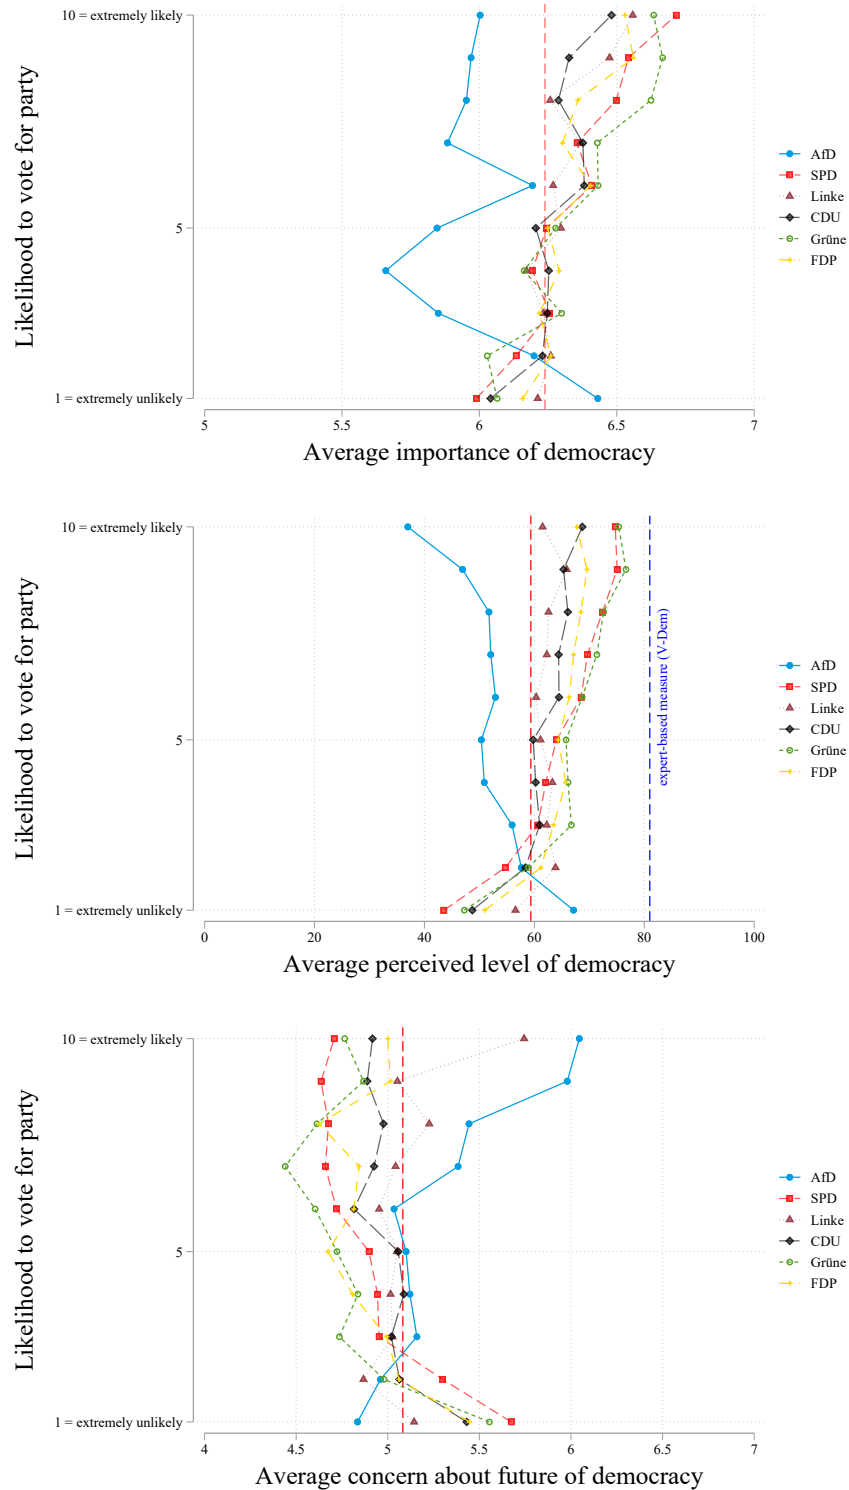 10 = extremely likely
5
1 = extremely unlikely
Likelihood to vote for party
5
5.5
6
6.5
7
Average importance of democracy
AfD
SPD
Linke
CDU
Grüne
FDP
10 = extremely likely
5
1 = extremely unlikely
Likelihood to vote for party
expert-based measure (V-Dem)
0
20
40
60
80
100
Average perceived level of democracy
AfD
SPD
Linke
CDU
Grüne
FDP
10 = extremely likely
5
1 = extremely unlikely
Likelihood to vote for party
4
4.5
5
5.5
6
6.5
7
Average concern about future of democracy
AfD
SPD
Linke
CDU
Grüne
FDP